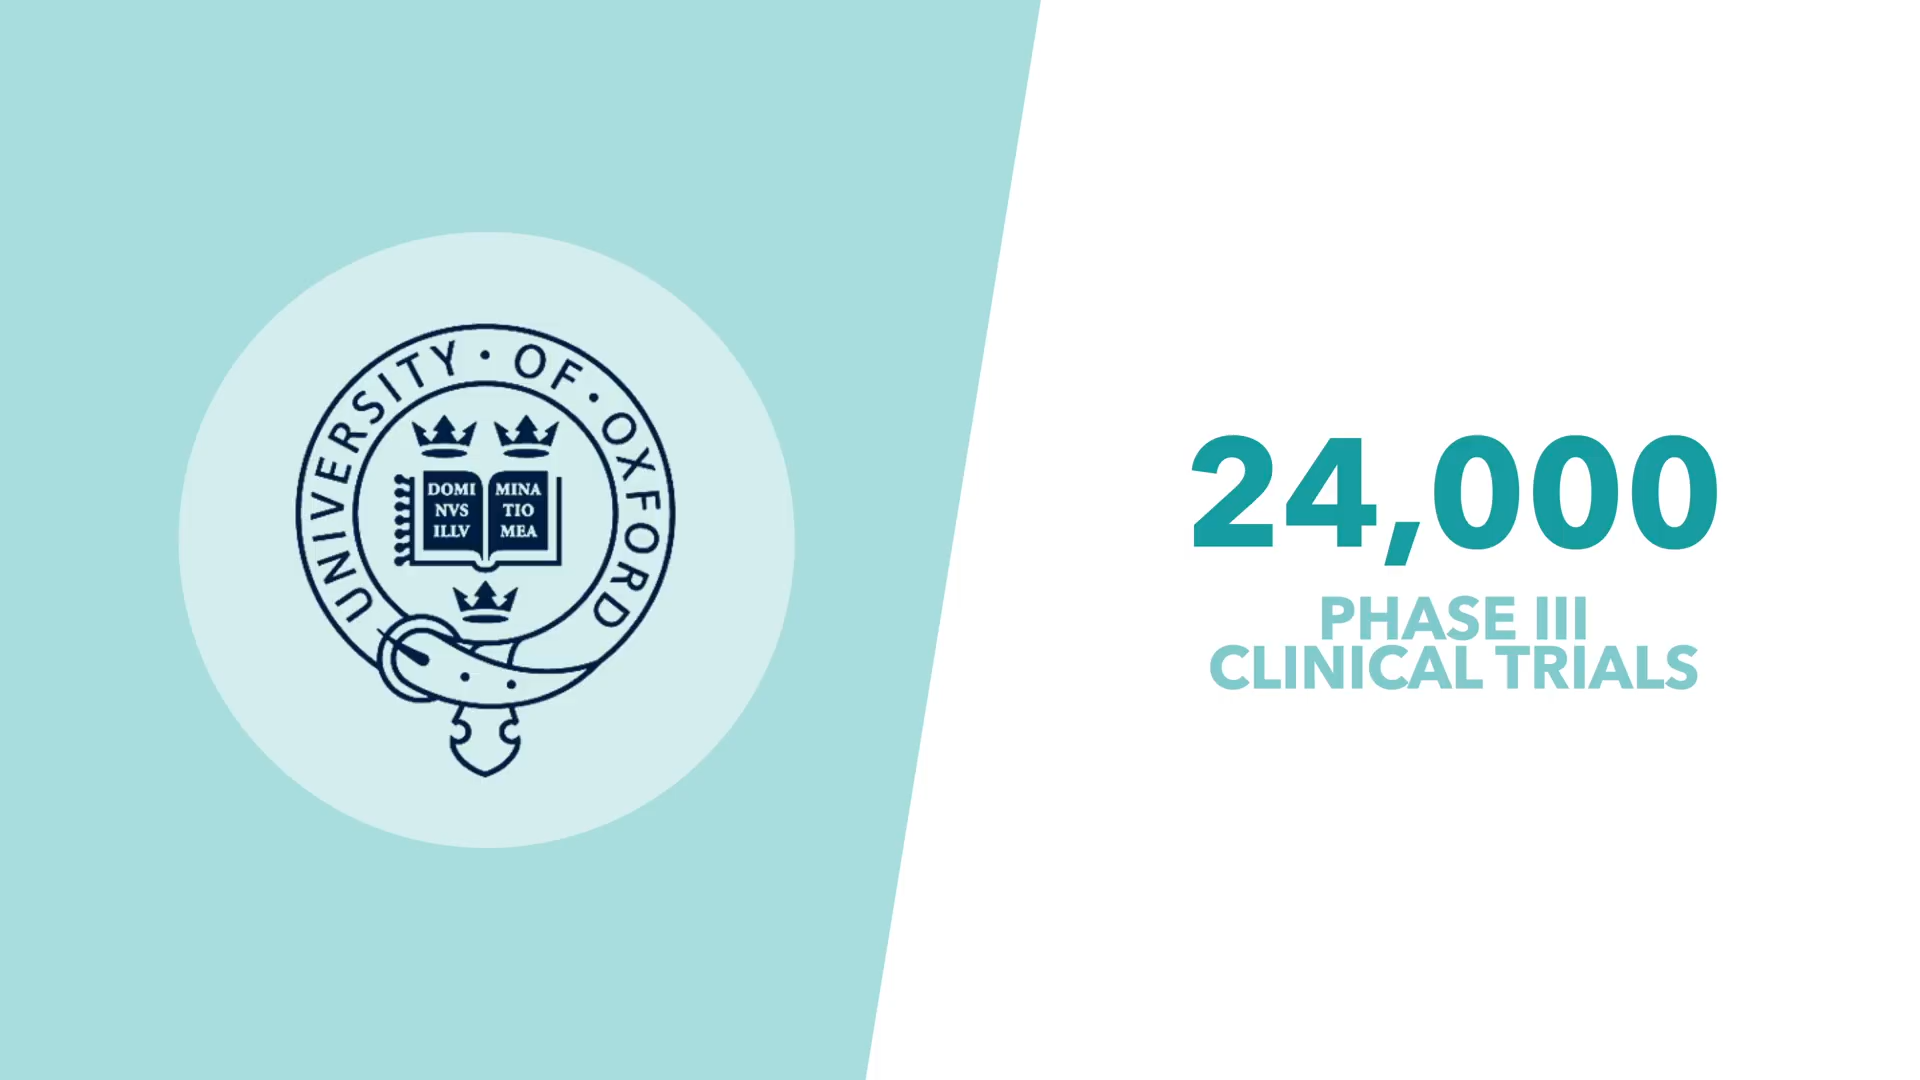 UNIVERSITY · OF · OXFORD
DOMI MINA
NVS TIO
ILLV MEA
24,000
PHASE III
CLINICAL TRIALS